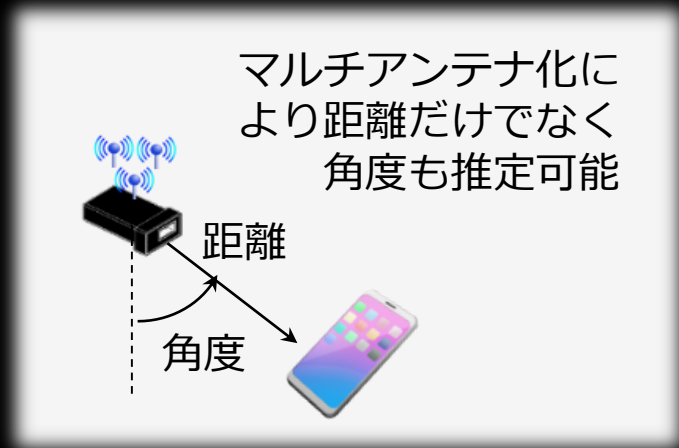 マルチアンテナ化に
より距離だけでなく
角度も推定可能
距離
角度